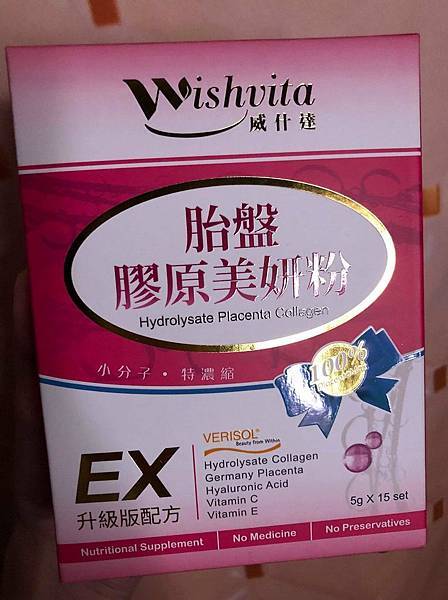 Wishvita
威仕達
胎盤
膠原美妍粉
Hydrolysate Placenta Collagen
小分子・特濃縮
100%
EX
升級版配方
VERISOL®
Beauty from Within
Hydrolysate Collagen
Germany Placenta
Hyaluronic Acid
Vitamin C
Vitamin E
5g X 15 set
Nutritional Supplement
No Medicine
No Preservatives